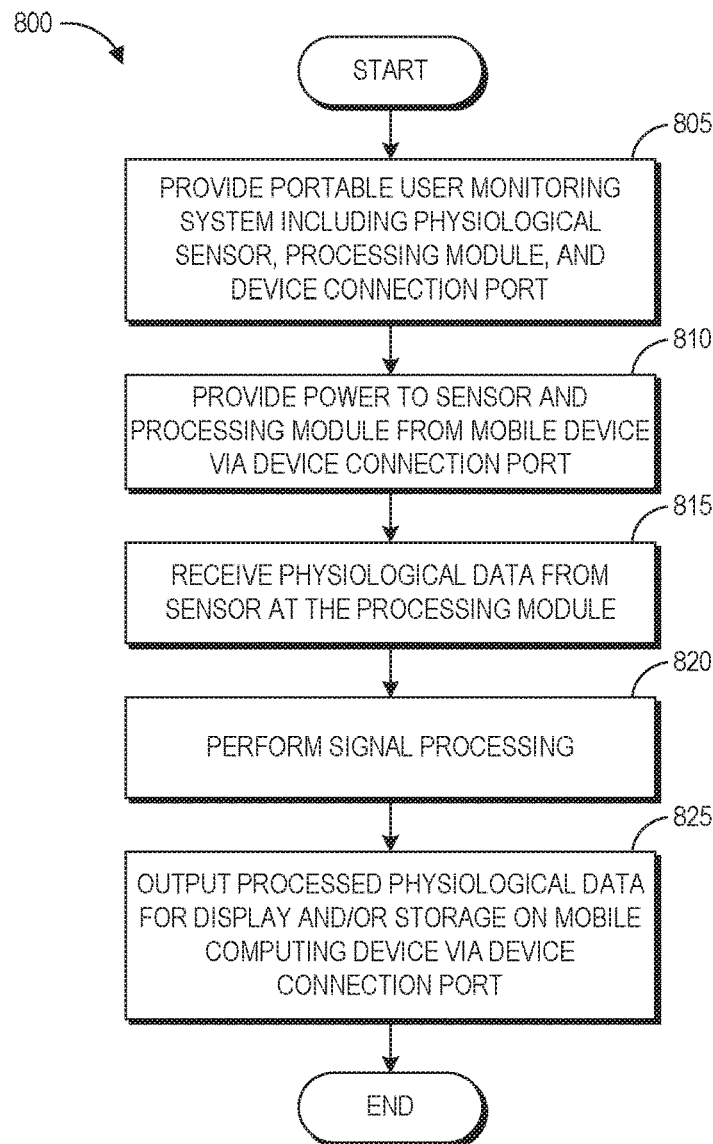 800
START
805
PROVIDE PORTABLE USER MONITORING
SYSTEM INCLUDING PHYSIOLOGICAL
SENSOR, PROCESSING MODULE, AND
DEVICE CONNECTION PORT
810
PROVIDE POWER TO SENSOR AND
PROCESSING MODULE FROM MOBILE DEVICE
VIA DEVICE CONNECTION PORT
815
RECEIVE PHYSIOLOGICAL DATA FROM
SENSOR AT THE PROCESSING MODULE
820
PERFORM SIGNAL PROCESSING
825
OUTPUT PROCESSED PHYSIOLOGICAL DATA
FOR DISPLAY AND/OR STORAGE ON MOBILE
COMPUTING DEVICE VIA DEVICE
CONNECTION PORT
END